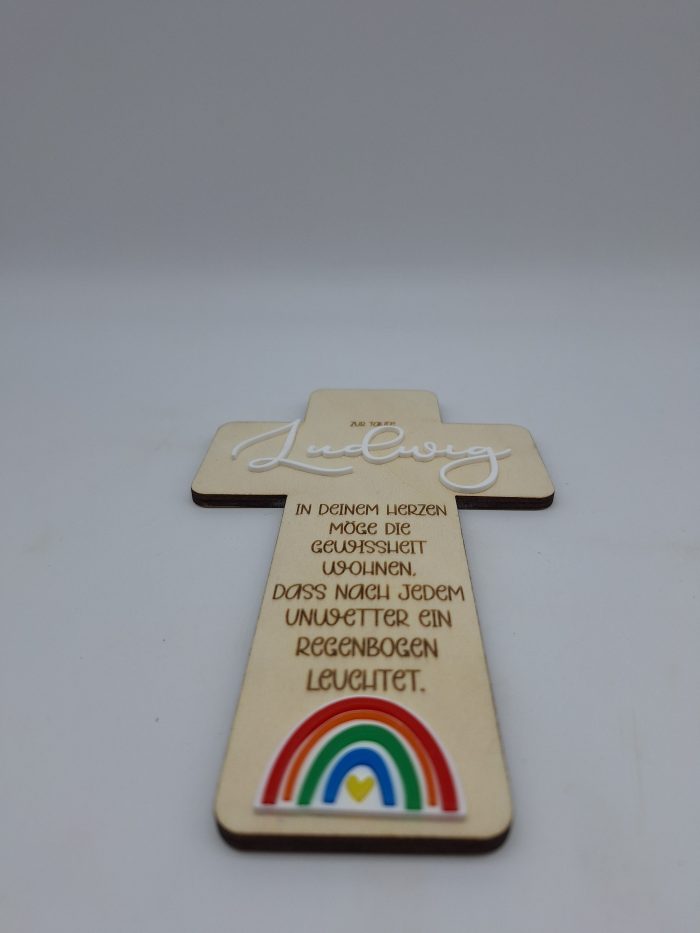 ZUR TAUFE
Ludwig
IN DEINEM HERZEN
MÖGE DIE
GEWISSHEIT
WOHNEN,
DASS NACH JEDEM
UNWETTER EIN
REGENBOGEN
LEUCHTET.